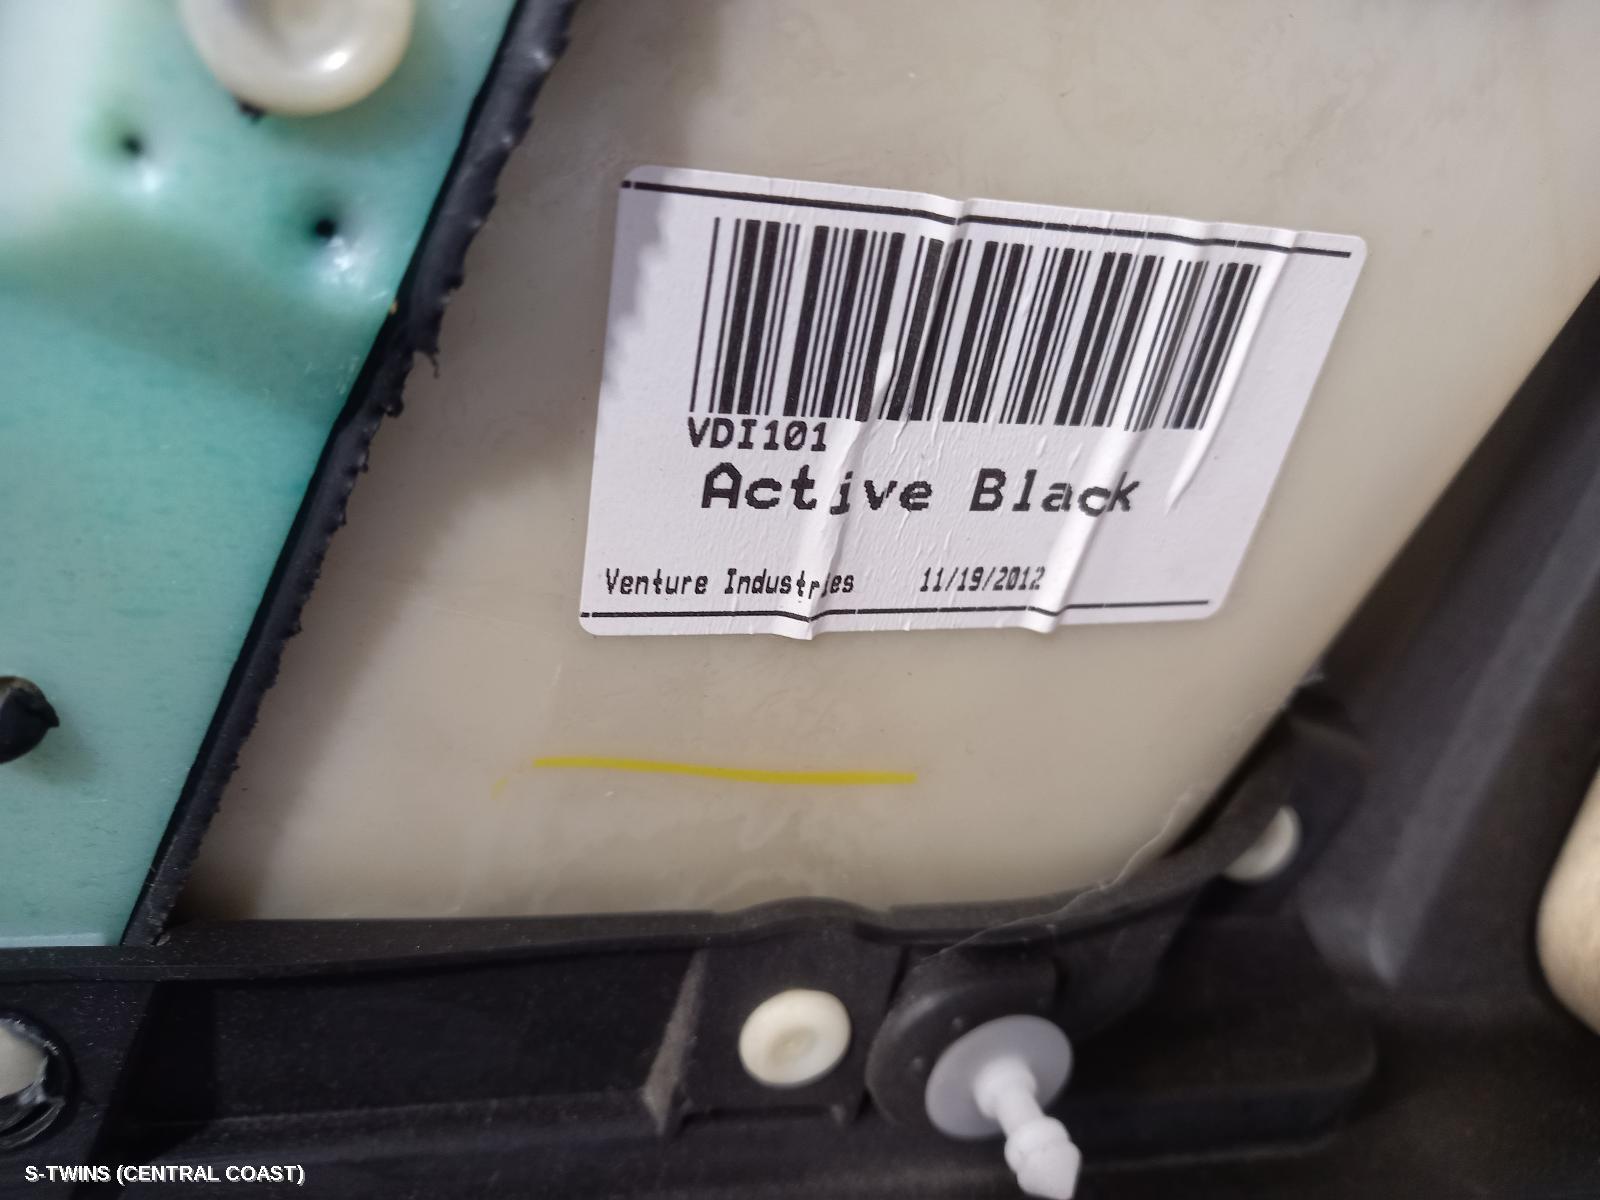 VDI101
Active Black
Venture Industries 11/19/2012
S-TWINS (CENTRAL COAST)